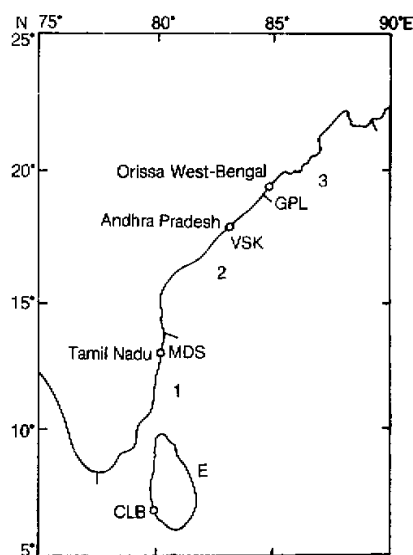 N 75° 80° 85° 90°E
25°
20°
Orissa West-Bengal
3
GPL
Andhra Pradesh
VSK
2
15°
Tamil Nadu MDS
1
10°
E
CLB
5°